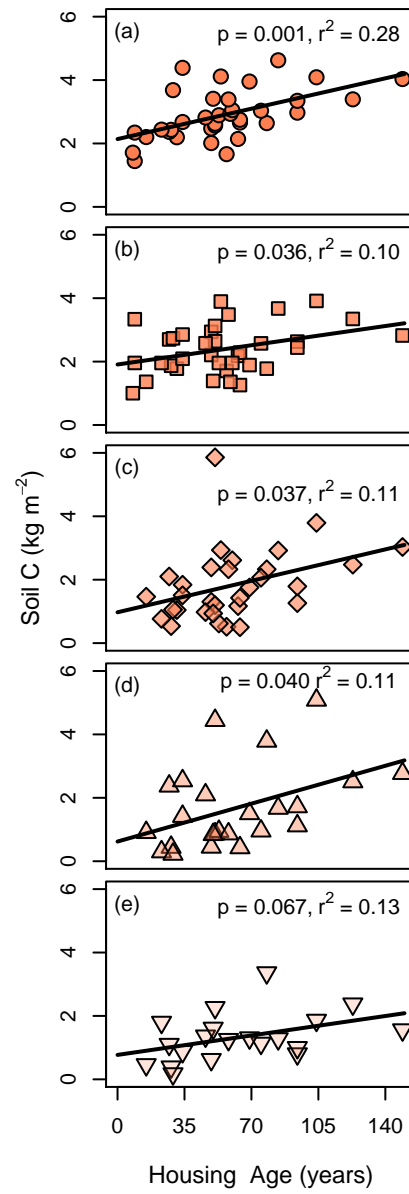 (a)
p = 0.001, r² = 0.28
6
4
2
0
(b)
p = 0.036, r² = 0.10
6
4
2
0
(c)
p = 0.037, r² = 0.11
6
4
2
0
Soil C (kg m⁻²)
(d)
p = 0.040 r² = 0.11
6
4
2
0
(e)
p = 0.067, r² = 0.13
6
4
2
0
0 35 70 105 140
Housing Age (years)